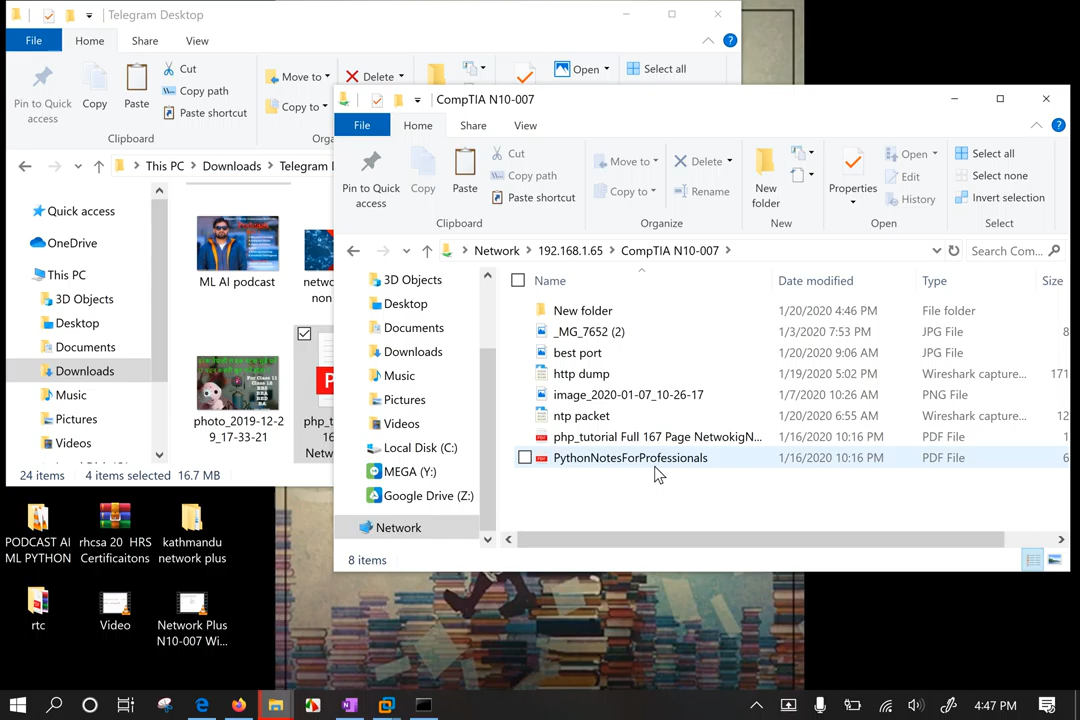 Telegram Desktop
File Home Share View
Pin to Quick access
Copy
Paste
Cut
Copy path
Paste shortcut
Clipboard
Move to
Copy to
Delete
Open
Select all
This PC Downloads Telegram
Quick access
OneDrive
This PC
3D Objects
Desktop
Documents
Downloads
Music
Pictures
Videos
ML AI podcast
photo_2019-12-2
9_17-33-21
24 items 4 items selected 16.7 MB
CompTIA N10-007
File Home Share View
Pin to Quick access
Copy
Paste
Cut
Copy path
Paste shortcut
Clipboard
Move to
Copy to
Delete
Rename
Organize
New folder
New
Properties
Open
Edit
History
Open
Select all
Select none
Invert selection
Select
Network 192.168.1.65 CompTIA N10-007
Search Com...
3D Objects
Desktop
Documents
Downloads
Music
Pictures
Videos
Local Disk (C:)
MEGA (Y:)
Google Drive (Z:)
Network
Name Date modified Type Size
New folder 1/20/2020 4:46 PM File folder
_MG_7652 (2) 1/3/2020 7:53 PM JPG File 8
best port 1/20/2020 9:06 AM JPG File
http dump 1/19/2020 5:02 PM Wireshark capture... 171
image_2020-01-07_10-26-17 1/7/2020 10:26 AM PNG File
ntp packet 1/20/2020 6:55 AM Wireshark capture... 12
php_tutorial Full 167 Page NetwokigN... 1/16/2020 10:16 PM PDF File 1
PythonNotesForProfessionals 1/16/2020 10:16 PM PDF File 6
8 items
PODCAST AI
ML PYTHON
rhcsa 20 HRS
Certificaitons
kathmandu
network plus
rtc
Video
Network Plus
N10-007 Wi...
4:47 PM